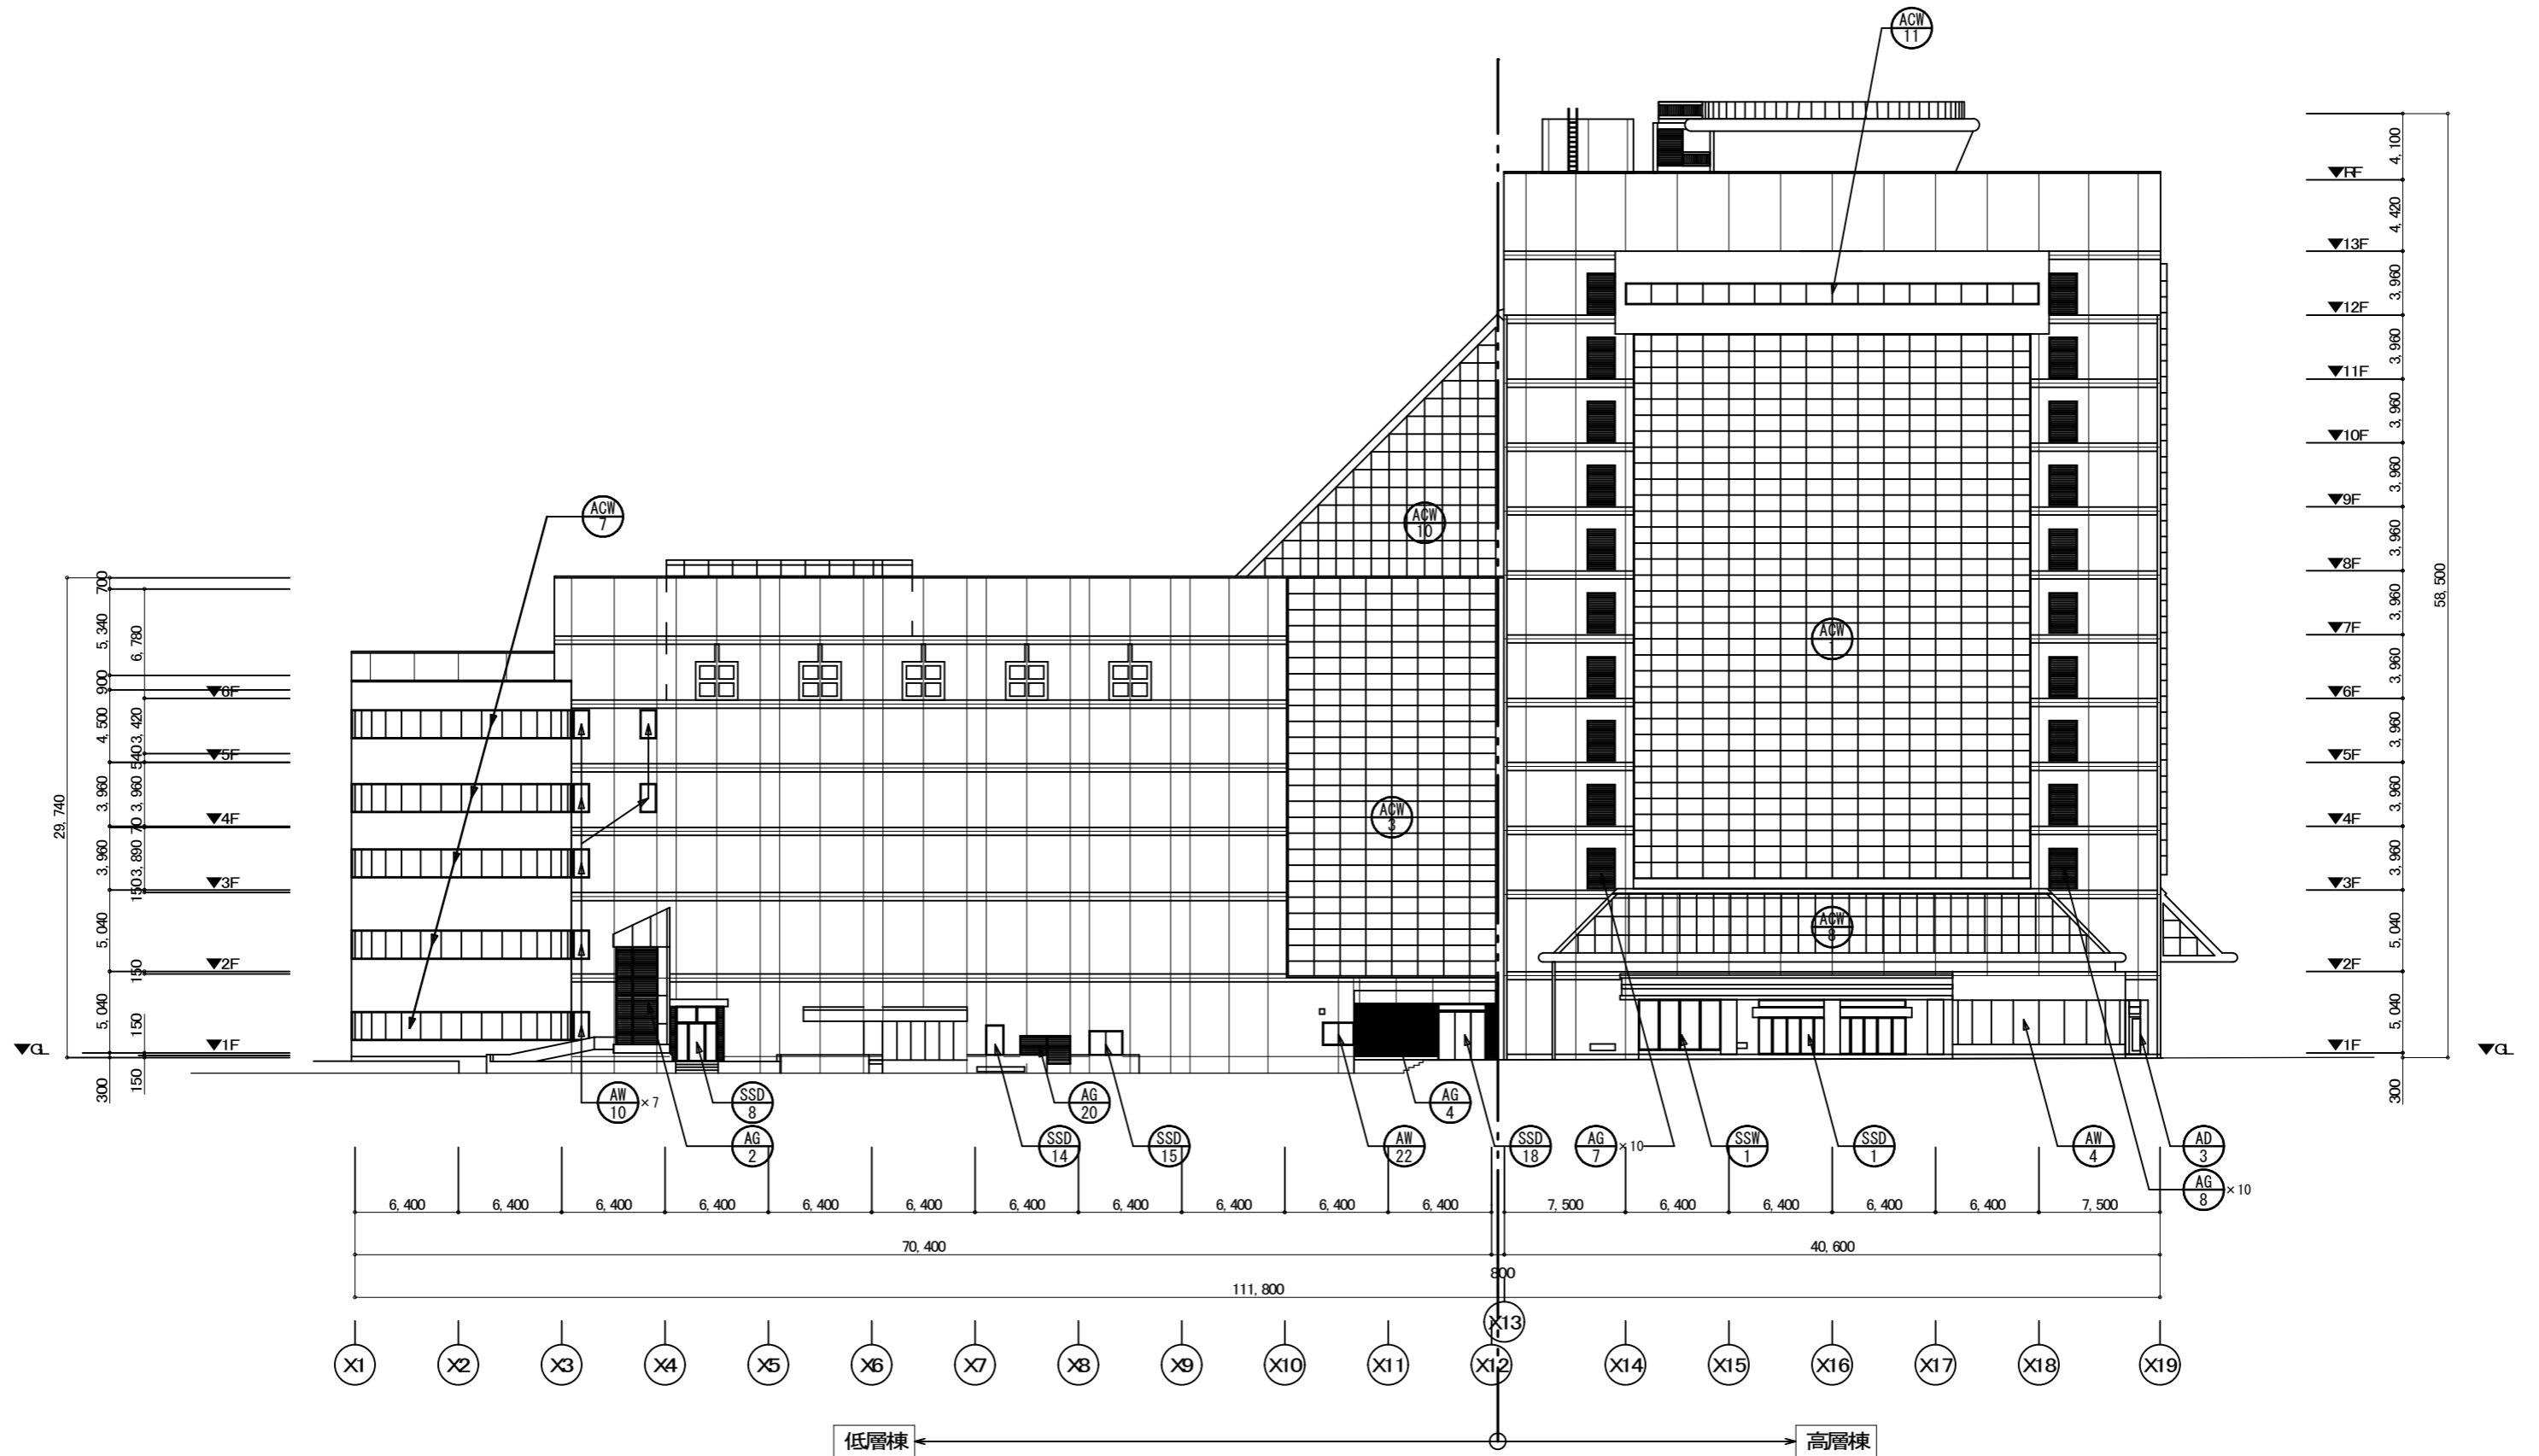 ACW
11
ACW
7
ACW
10
ACW
1
ACW
3
ACW
8
700
5,340
900
4,500
3,960
3,960
5,040
5,040
300
29,740
6,780
3,420
540
3,960
70
3,890
150
150
150
150
▼6F
▼5F
▼4F
▼3F
▼2F
▼1F
▼GL
▼RF
▼13F
▼12F
▼11F
▼10F
▼9F
▼8F
▼7F
▼6F
▼5F
▼4F
▼3F
▼2F
▼1F
▼GL
4,100
4,420
3,960
3,960
3,960
3,960
3,960
3,960
3,960
3,960
3,960
3,960
5,040
5,040
300
58,500
AW
10
×7
SSD
8
AG
2
AG
20
SSD
14
SSD
15
AG
4
AW
22
SSD
18
AG
7
×10
SSW
1
SSD
1
AW
4
AD
3
AG
8
×10
6,400 6,400 6,400 6,400 6,400 6,400 6,400 6,400 6,400 6,400 6,400 7,500 6,400 6,400 6,400 6,400 7,500
70,400 40,600
800
111,800
X13
X1 X2 X3 X4 X5 X6 X7 X8 X9 X10 X11 X12 X14 X15 X16 X17 X18 X19
低層棟 高層棟